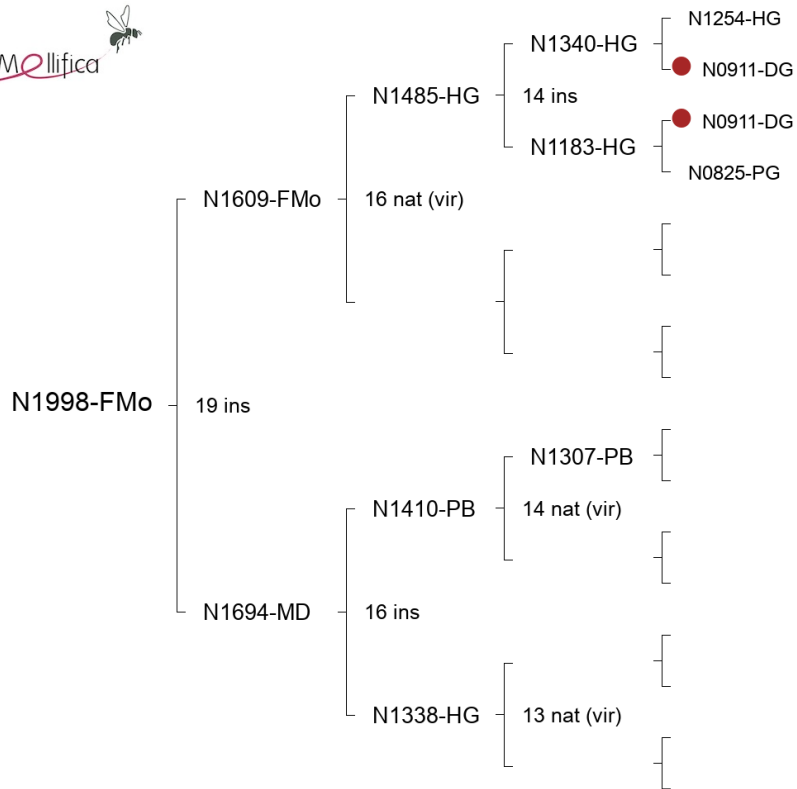 Mellifica
N1254-HG
N1340-HG
N0911-DG
N1485-HG
14 ins
N0911-DG
N1183-HG
N0825-PG
N1609-FMo
16 nat (vir)
N1998-FMo
19 ins
N1307-PB
N1410-PB
14 nat (vir)
N1694-MD
16 ins
N1338-HG
13 nat (vir)